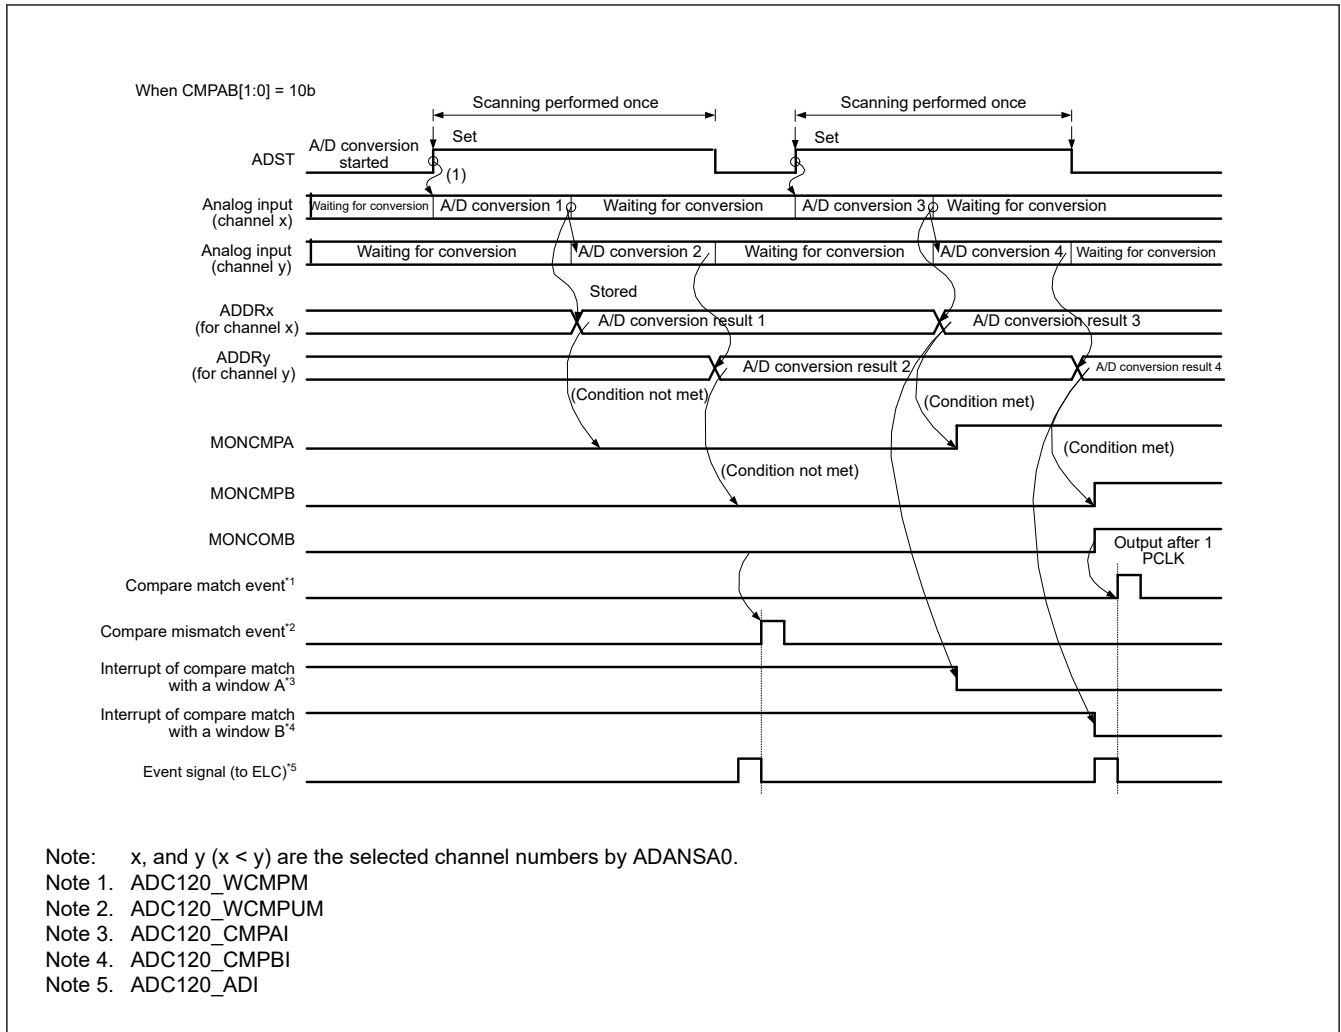 When CMPAB[1:0] = 10b
Scanning performed once
Scanning performed once
ADST
A/D conversion
started
Set
Set
(1)
Analog input
(channel x)
Waiting for conversion
A/D conversion 1
Waiting for conversion
A/D conversion 3
Waiting for conversion
Analog input
(channel y)
Waiting for conversion
A/D conversion 2
Waiting for conversion
A/D conversion 4
Waiting for conversion
Stored
ADDRx
(for channel x)
A/D conversion result 1
A/D conversion result 3
ADDRy
(for channel y)
A/D conversion result 2
A/D conversion result 4
(Condition not met)
(Condition met)
MONCMPA
(Condition met)
(Condition not met)
MONCMPB
MONCOMB
Output after 1
PCLK
Compare match event*1
Compare mismatch event*2
Interrupt of compare match
with a window A*3
Interrupt of compare match
with a window B*4
Event signal (to ELC)*5
Note: x, and y (x < y) are the selected channel numbers by ADANSA0.
Note 1. ADC120_WCMPM
Note 2. ADC120_WCMPUM
Note 3. ADC120_CMPAI
Note 4. ADC120_CMPBI
Note 5. ADC120_ADI